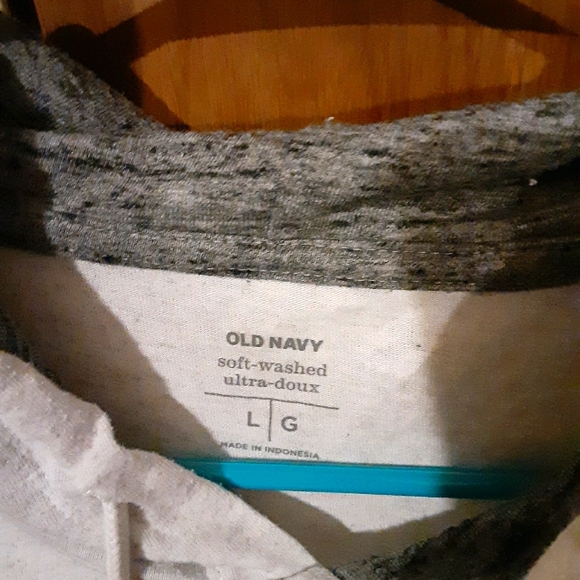 OLD NAVY
soft-washed
ultra-doux
L G
MADE IN INDONESIA